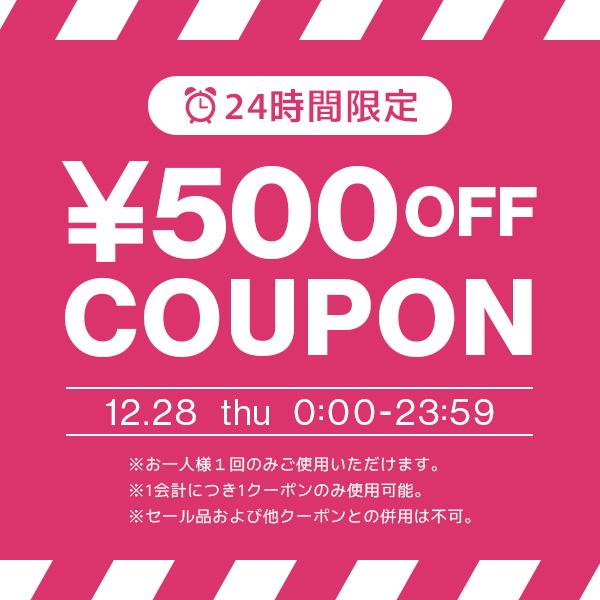 24時間限定
¥500 OFF
COUPON
12.28 thu 0:00-23:59
※お一人様１回のみご使用いただけます。
※1会計につき1クーポンのみ使用可能。
※セール品および他クーポンとの併用は不可。